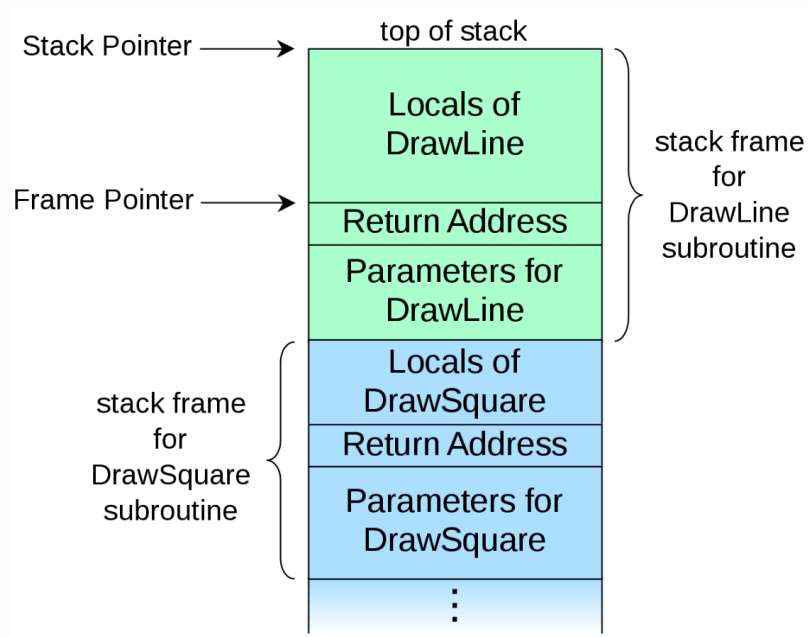 top of stack
Stack Pointer
Locals of
DrawLine
stack frame
for
DrawLine
subroutine
Frame Pointer
Return Address
Parameters for
DrawLine
Locals of
DrawSquare
stack frame
for
DrawSquare
subroutine
Return Address
Parameters for
DrawSquare
⋮